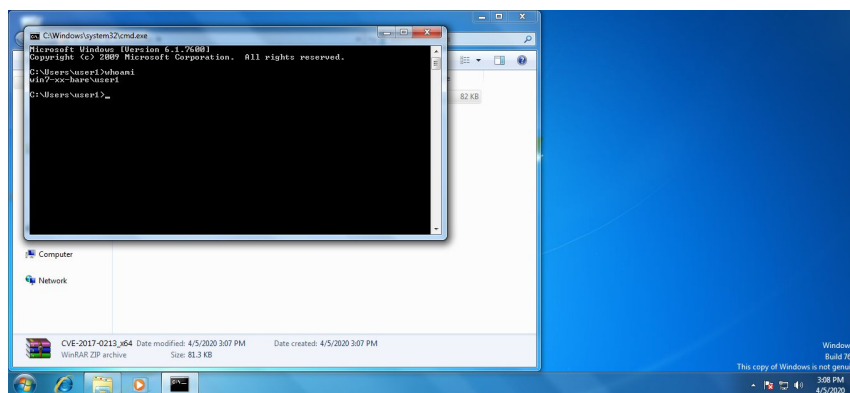 C:\Windows\system32\cmd.exe
Microsoft Windows [Version 6.1.7600]
Copyright (c) 2009 Microsoft Corporation. All rights reserved.
C:\Users\user1>whoami
win7-xx-bare\user1
C:\Users\user1>_
82 KB
Computer
Network
CVE-2017-0213_x64 Date modified: 4/5/2020 3:07 PM Date created: 4/5/2020 3:07 PM
WinRAR ZIP archive Size: 81.3 KB
Window
Build 76
This copy of Windows is not genu
3:08 PM
4/5/2020